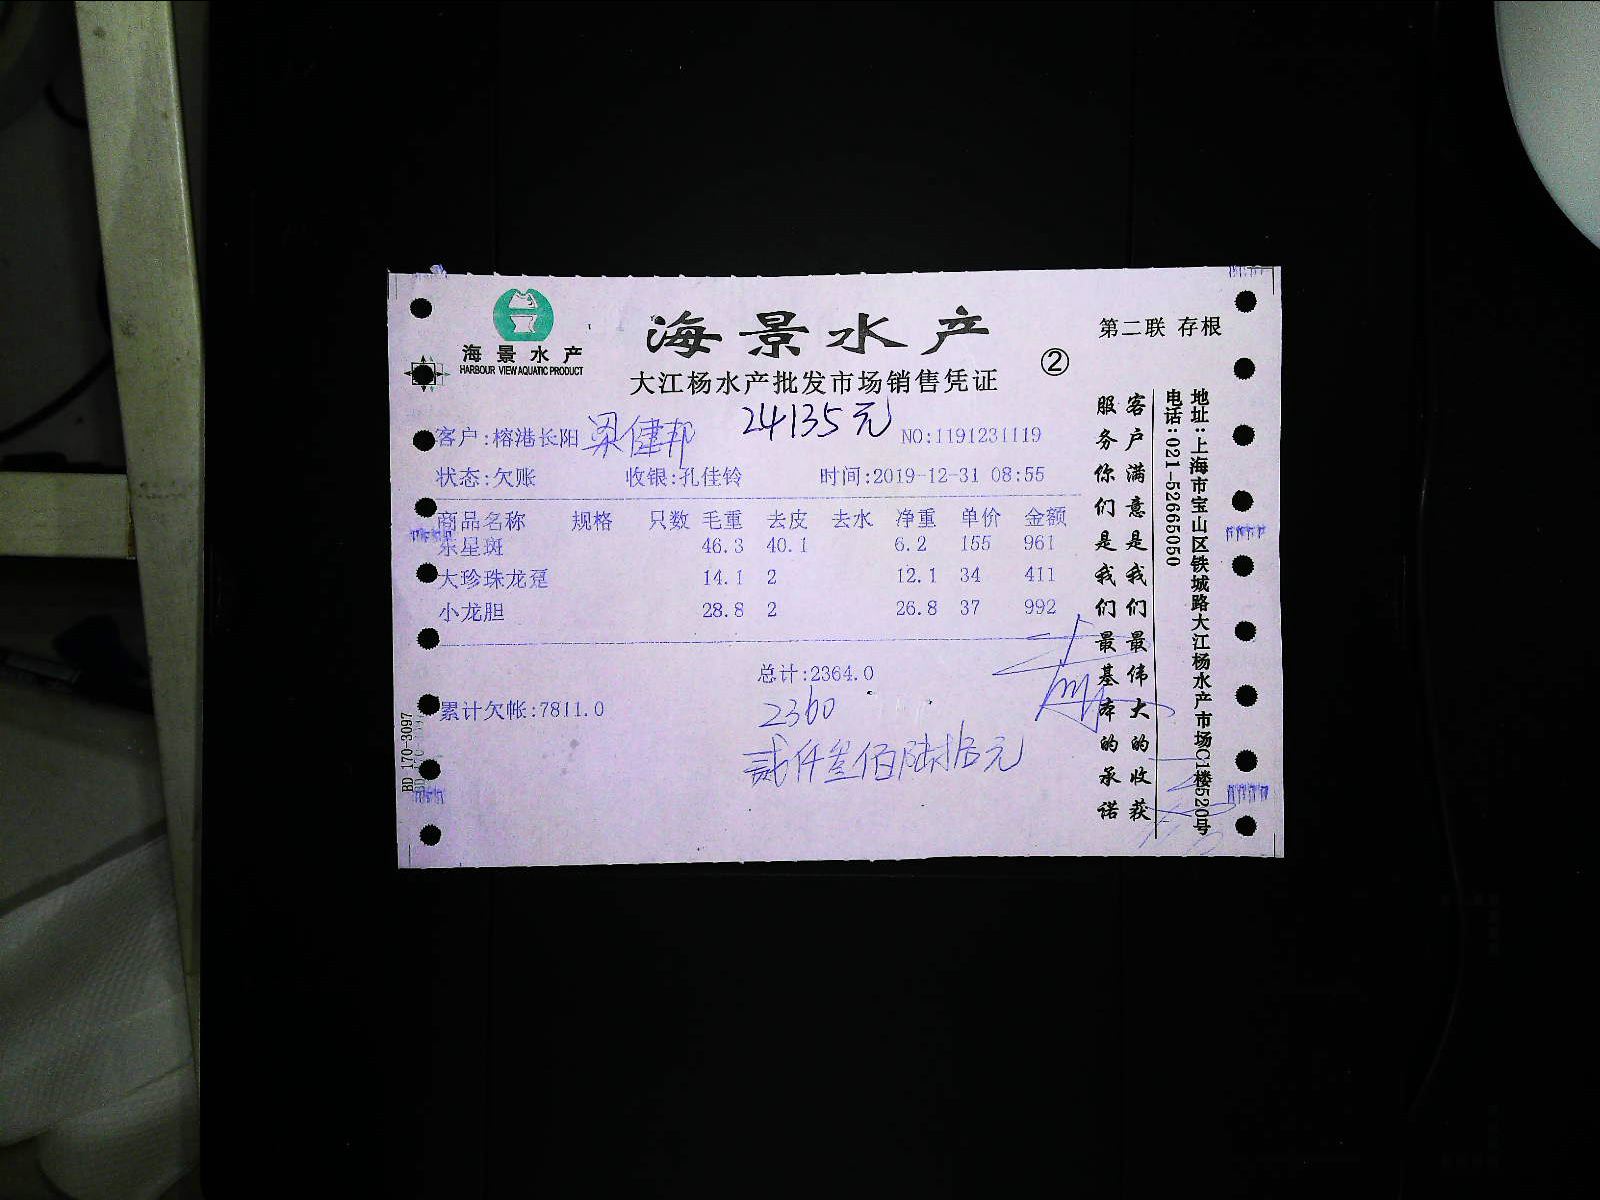 海景水产
HARBOUR VIEW AQUATIC PRODUCT
海景水产
大江杨水产批发市场销售凭证
②
第二联 存根
客户:榕港长阳 梁健邦
24135元
NO:1191231119
状态:欠账 收银:孔佳铃 时间:2019-12-31 08:55
商品名称 规格 只数 毛重 去皮 去水 净重 单价 金额
东星斑 46.3 40.1 6.2 155 961
大珍珠龙趸 14.1 2 12.1 34 411
小龙胆 28.8 2 26.8 37 992
总计:2364.0
累计欠帐:7811.0
2360
贰仟叁佰陆拾元
客户满意是我们最伟大的收获
服务你们是我们最基本的承诺
地址:上海市宝山区铁城路大江杨水产市场C1楼520号
电话:021-52665050
BD 170-3097